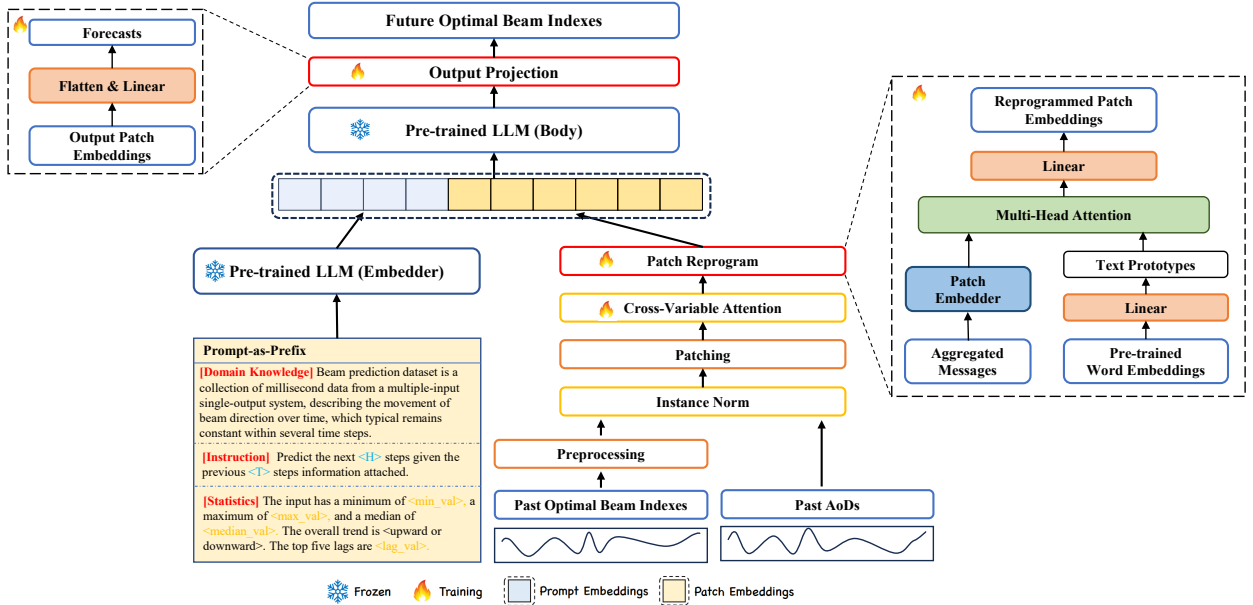 Forecasts
Flatten & Linear
Output Patch
Embeddings
Future Optimal Beam Indexes
Output Projection
Pre-trained LLM (Body)
Pre-trained LLM (Embedder)
Prompt-as-Prefix
[Domain Knowledge] Beam prediction dataset is a
collection of millisecond data from a multiple-input
single-output system, describing the movement of
beam direction over time, which typical remains
constant within several time steps.
[Instruction] Predict the next <H> steps given the
previous <T> steps information attached.
[Statistics] The input has a minimum of <min_val>, a
maximum of <max_val>, and a median of
<median_val>. The overall trend is <upward or
downward>. The top five lags are <lag_val>.
Patch Reprogram
Cross-Variable Attention
Patching
Instance Norm
Preprocessing
Past Optimal Beam Indexes
Past AoDs
Reprogrammed Patch
Embeddings
Linear
Multi-Head Attention
Patch
Embedder
Aggregated
Messages
Text Prototypes
Linear
Pre-trained
Word Embeddings
Frozen
Training
Prompt Embeddings
Patch Embeddings